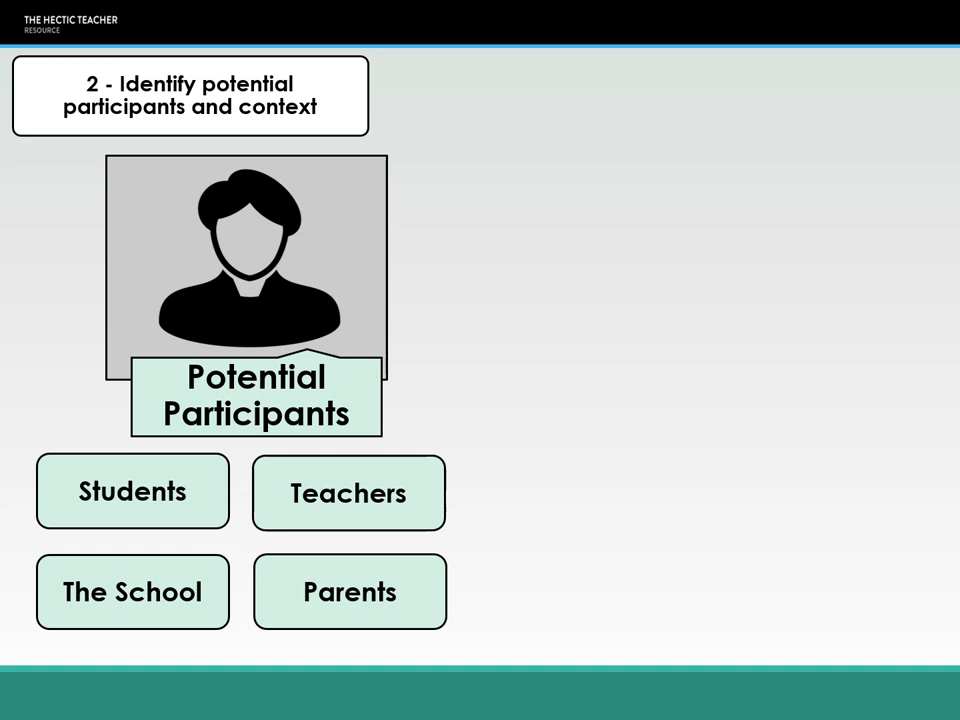 THE HECTIC TEACHER
RESOURCE
2 - Identify potential
participants and context
Potential
Participants
Students
Teachers
The School
Parents